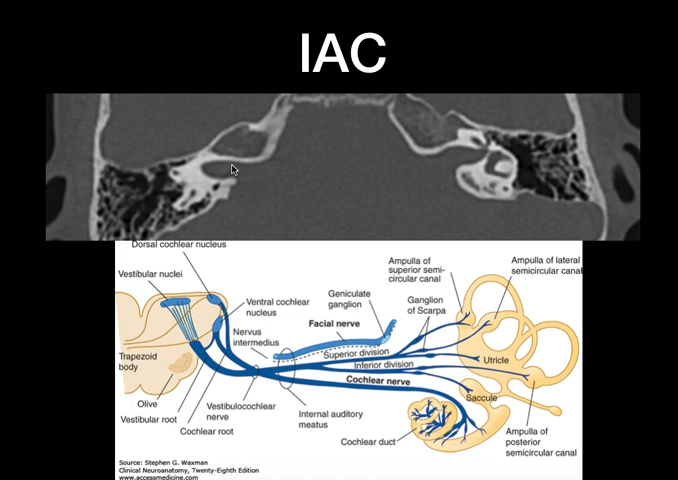 IAC
Dorsal cochlear nucleus
Vestibular nuclei
Ventral cochlear
nucleus
Nervus
intermedius
Geniculate
ganglion
Facial nerve
Ampulla of
superior semi-
circular canal
Ganglion
of Scarpa
Ampulla of lateral
semicircular canal
Superior division
Inferior division
Cochlear nerve
Utricle
Saccule
Trapezoid
body
Olive
Vestibular root
Cochlear root
Vestibulocochlear
nerve
Internal auditory
meatus
Cochlear duct
Ampulla of
posterior
semicircular canal
Source: Stephen G. Waxman
Clinical Neuroanatomy, Twenty-Eighth Edition
www.accessmedicine.com